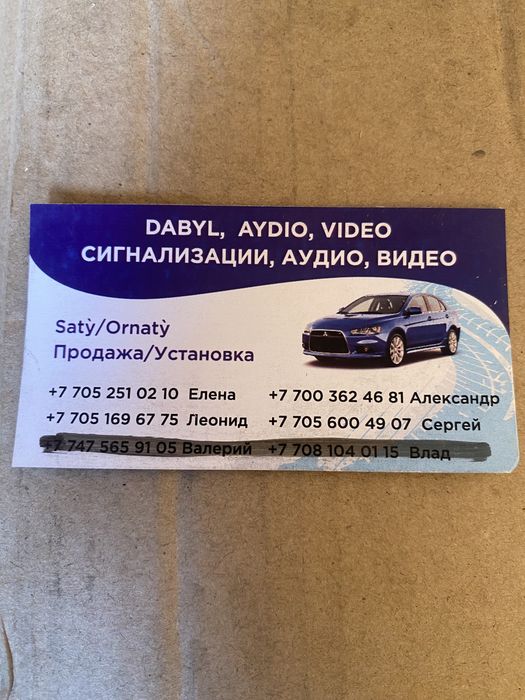 DABYL, AYDIO, VIDEO
СИГНАЛИЗАЦИИ, АУДИО, ВИДЕО
Satỳ/Ornatỳ
Продажа/Установка
+7 705 251 02 10 Елена +7 700 362 46 81 Александр
+7 705 169 67 75 Леонид +7 705 600 49 07 Сергей
+7 747 565 91 05 Валерий +7 708 104 01 15 Влад